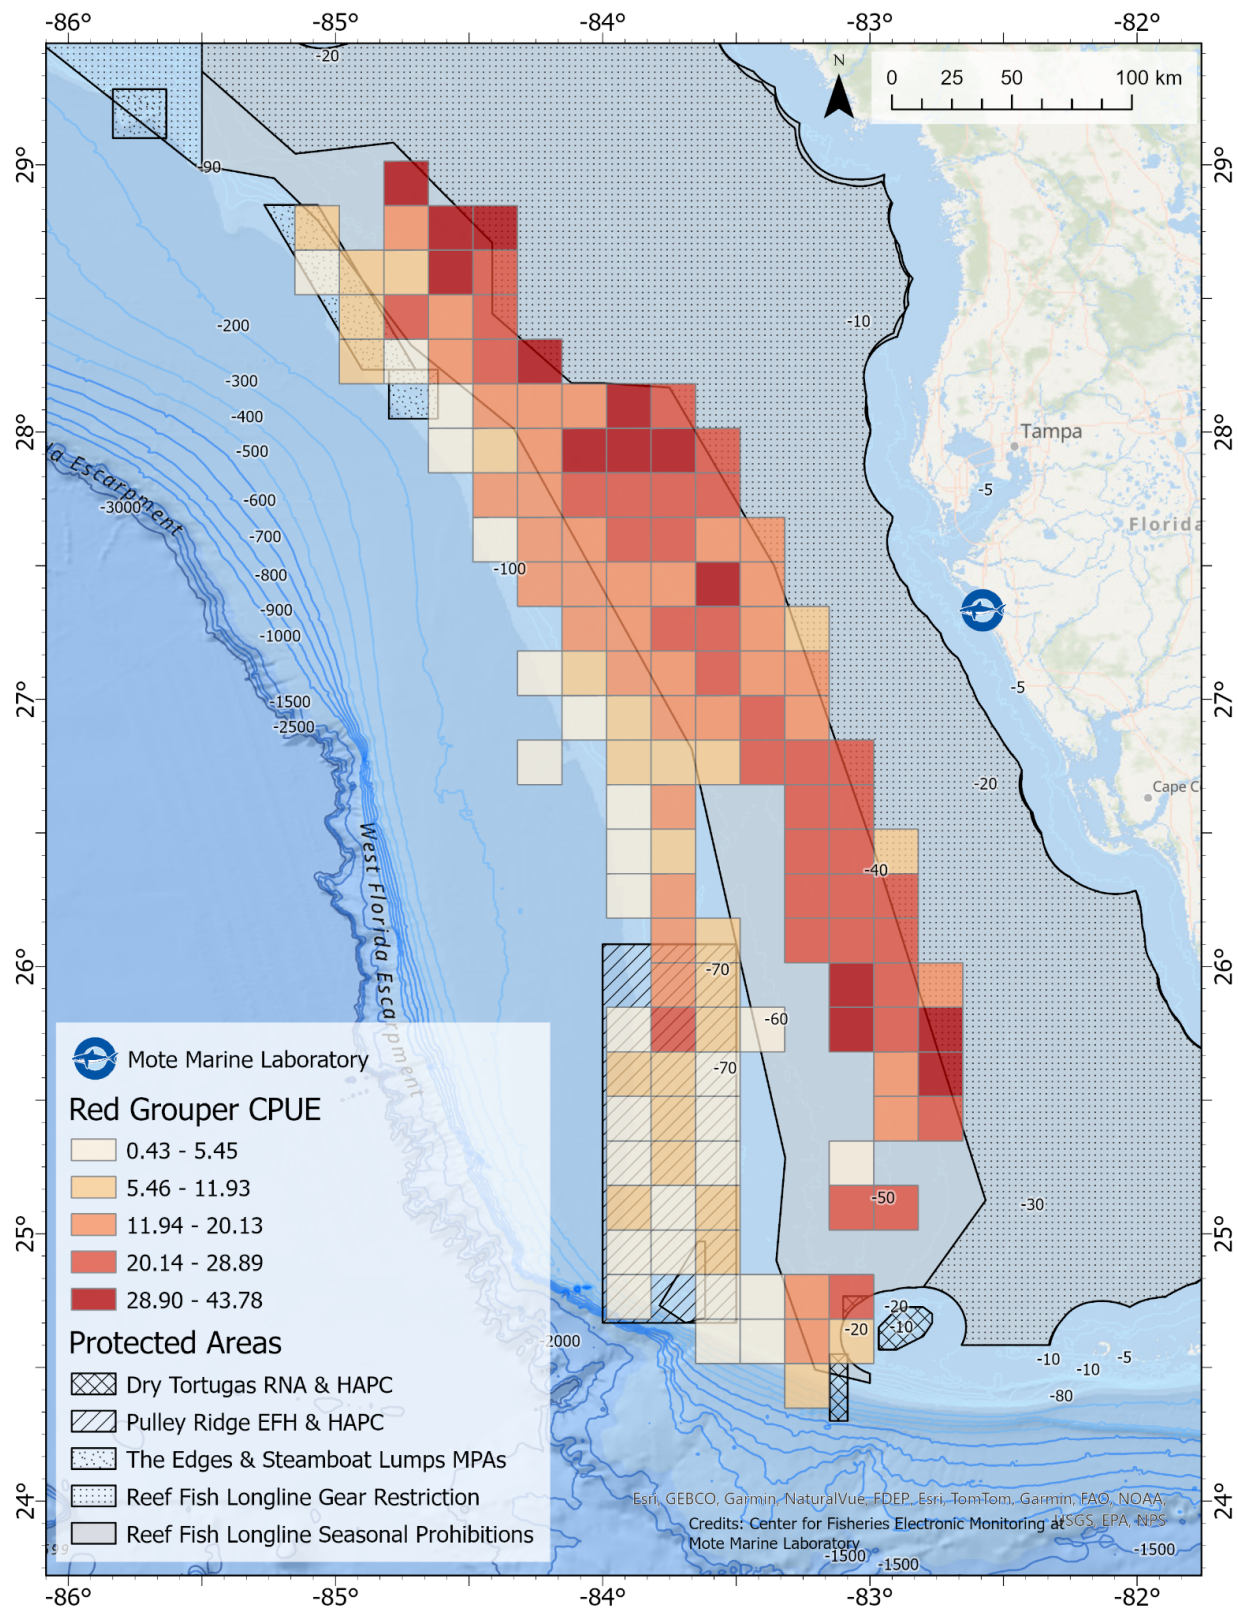 -86°
-85°
-84°
-83°
-82°
-20
N
0 25 50 100 km
29°
-90
29°
-10
-200
-300
-400
28°
Tampa
28°
-500
-5
-600
-3000
Florida
-700
-100
-800
-900
-1000
-5
27°
-1500
27°
-2500
-20
Cape C
West Florida Escarpment
-40
26°
-70
26°
-60
Mote Marine Laboratory
-70
Red Grouper CPUE
0.43 - 5.45
5.46 - 11.93
-50
-30
11.94 - 20.13
25°
25°
20.14 - 28.89
28.90 - 43.78
-20
-10
-20
Protected Areas
-2000
-10
-10
-5
Dry Tortugas RNA & HAPC
-80
Pulley Ridge EFH & HAPC
The Edges & Steamboat Lumps MPAs
Reef Fish Longline Gear Restriction
24°
24°
Esri, GEBCO, Garmin, NaturalVue, FDEP, Esri, TomTom, Garmin, FAO, NOAA,
USGS, EPA, NPS
Credits: Center for Fisheries Electronic Monitoring at
Mote Marine Laboratory
Reef Fish Longline Seasonal Prohibitions
-1500
-1500
-1500
-86°
-85°
-84°
-83°
-82°